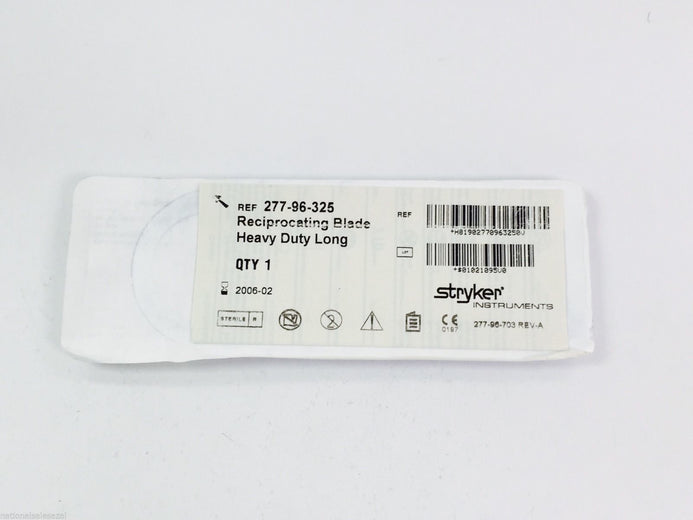 REF 277-96-325
Reciprocating Blade
Heavy Duty Long
QTY 1
2006-02
STERILE R
REF
*H01902770963250V
LOT
stryker
INSTRUMENTS
0197
277-96-703 REV-A